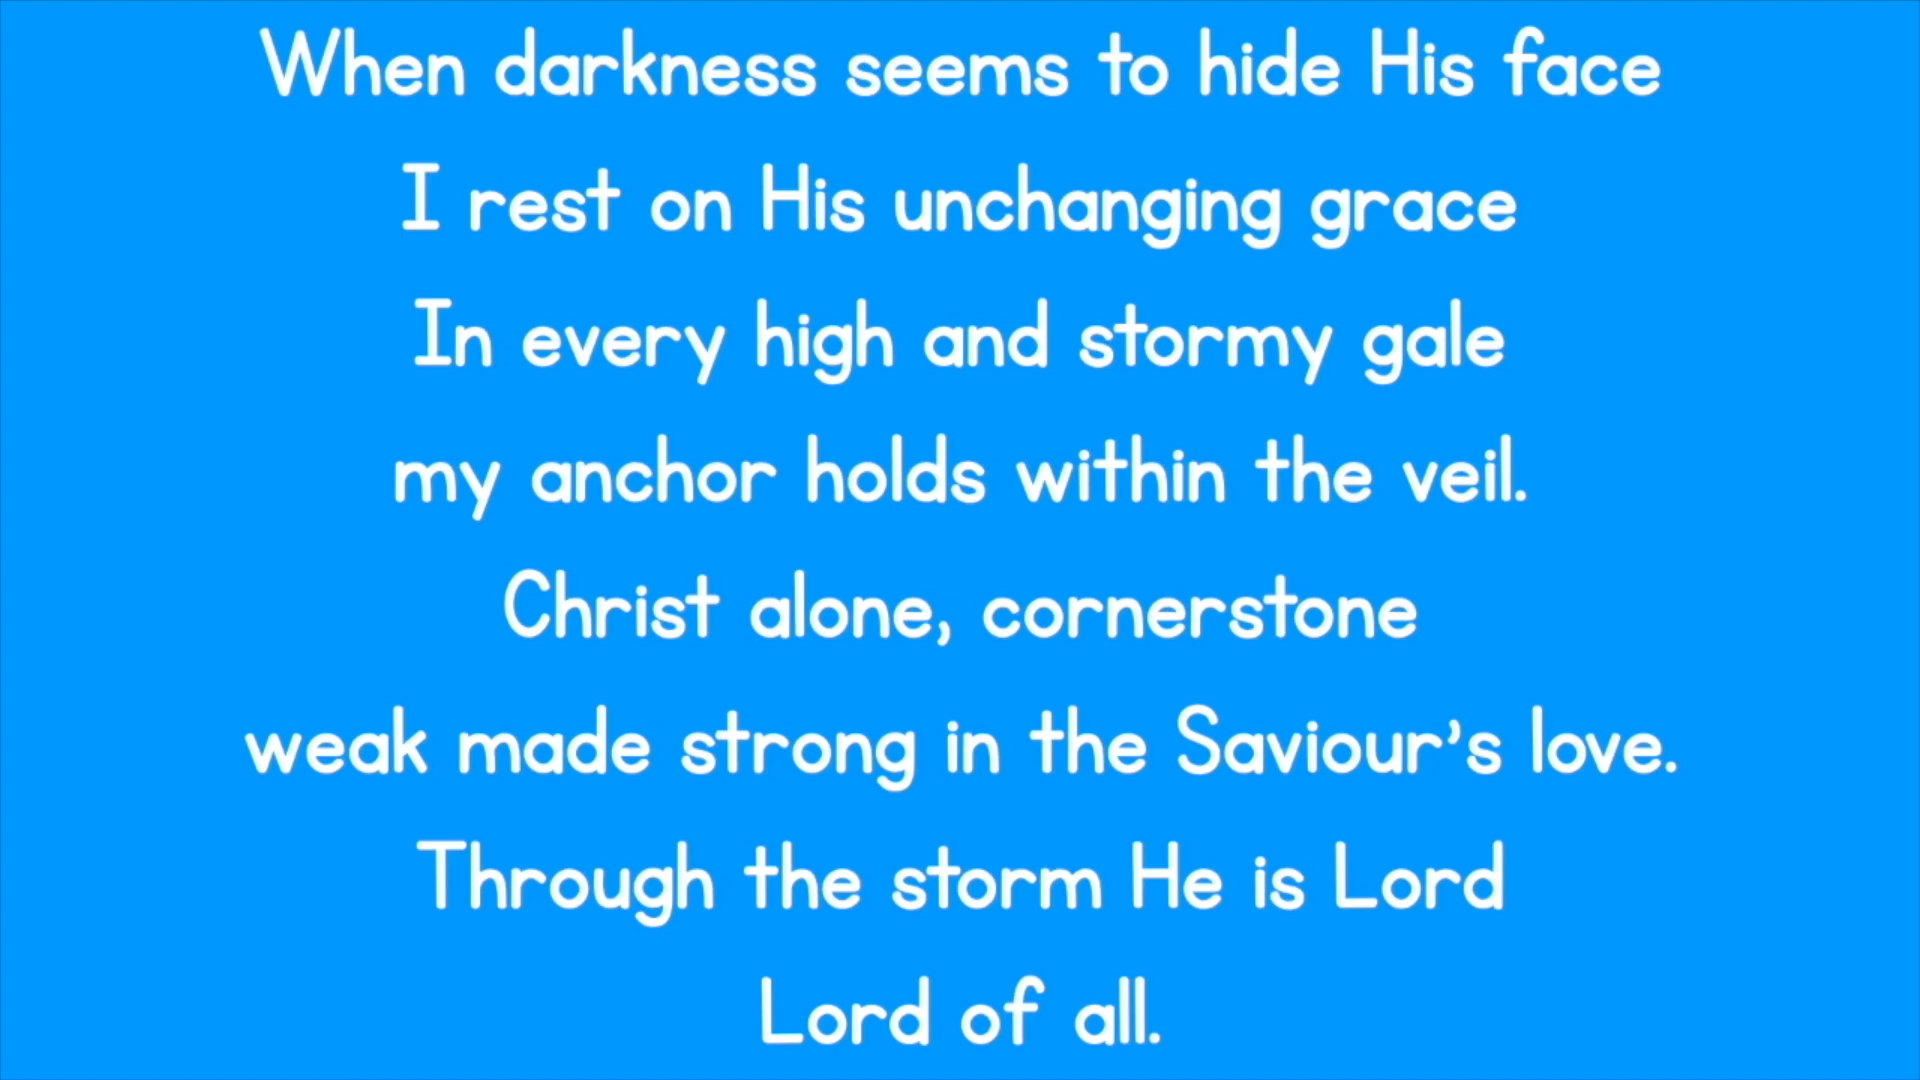 When darkness seems to hide His face
I rest on His unchanging grace
In every high and stormy gale
my anchor holds within the veil.
Christ alone, cornerstone
weak made strong in the Saviour’s love.
Through the storm He is Lord
Lord of all.